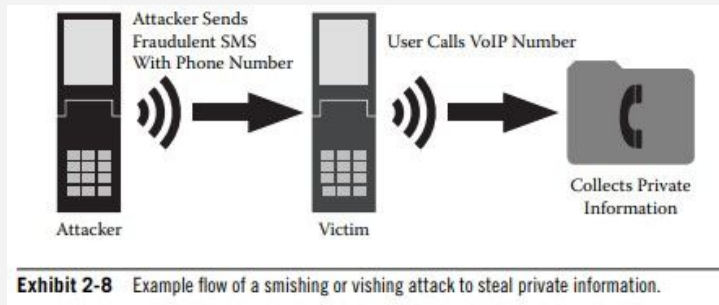 Attacker Sends
Fraudulent SMS
With Phone Number
User Calls VoIP Number
Attacker
Victim
Collects Private
Information
Exhibit 2-8 Example flow of a smishing or vishing attack to steal private information.